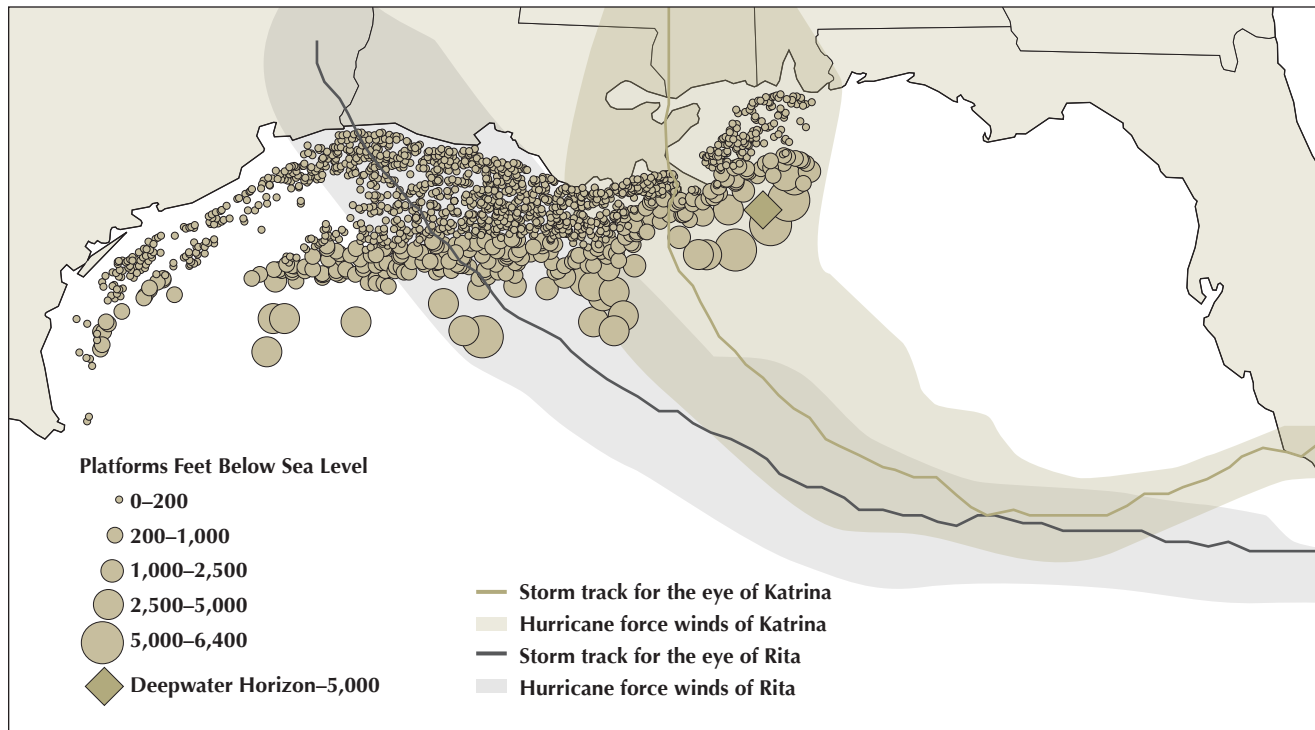 Platforms Feet Below Sea Level
0–200
200–1,000
1,000–2,500
2,500–5,000
5,000–6,400
Deepwater Horizon–5,000
Storm track for the eye of Katrina
Hurricane force winds of Katrina
Storm track for the eye of Rita
Hurricane force winds of Rita